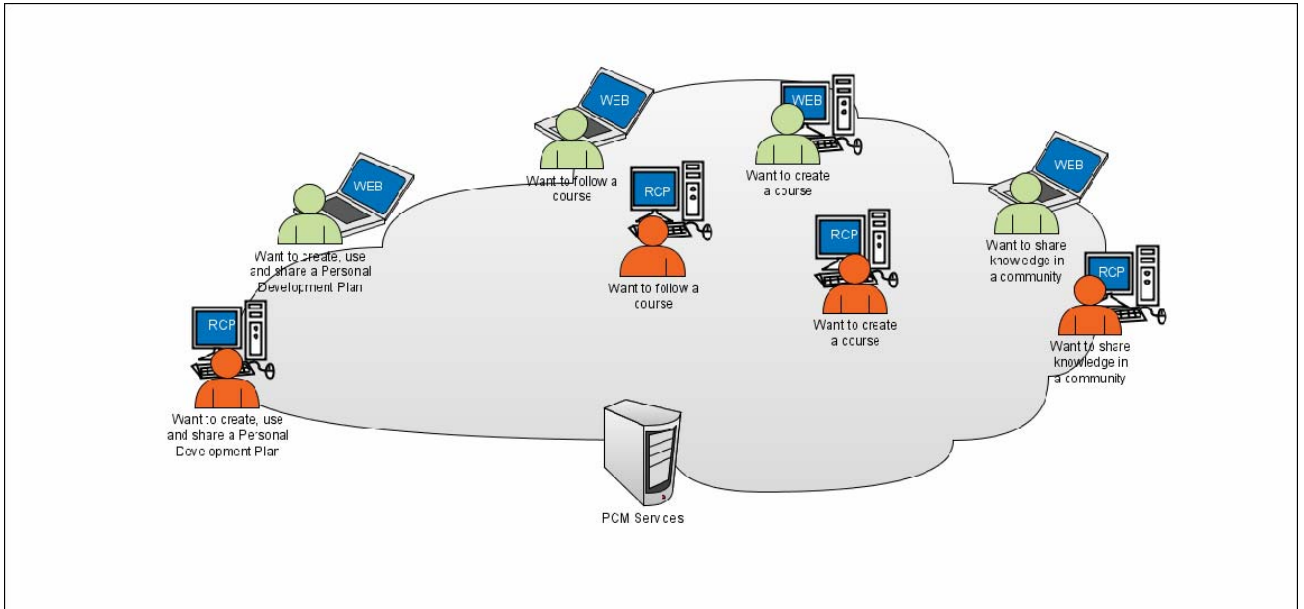 WEB
Want to follow a
course
WEB
Want to create
a course
WEB
Want to create, use
and share a Personal
Development Plan
RCP
Want to follow a
course
RCP
Want to create
a course
WEB
Want to share
knowledge in
a community
RCP
Want to share
knowledge in
a community
RCP
Want to create, use
and share a Personal
Development Plan
PCM Services